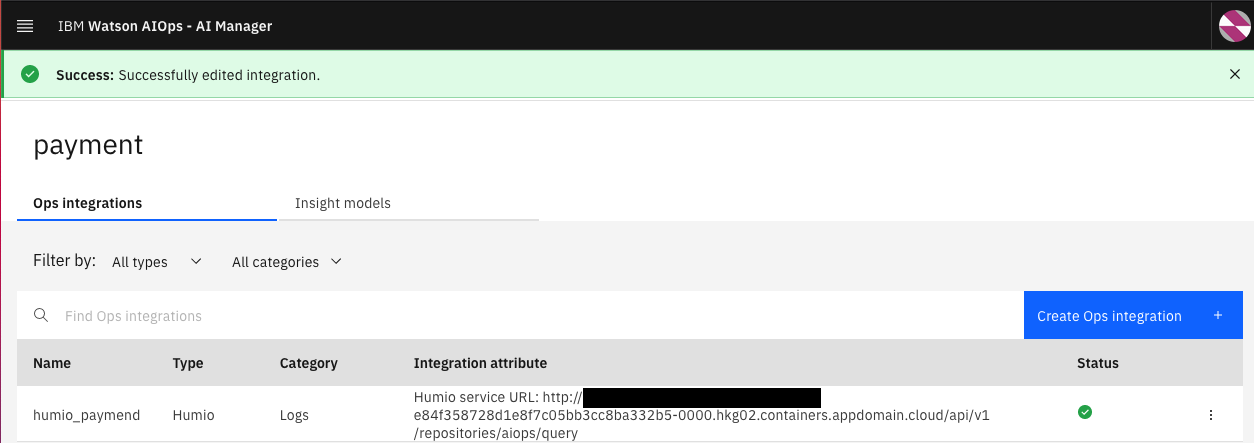 IBM Watson AIOps - AI Manager
Success: Successfully edited integration.
payment
Ops integrations Insight models
Filter by: All types All categories
Find Ops integrations Create Ops integration +
Name Type Category Integration attribute Status
humio_paymend Humio Logs Humio service URL: http://
e84f358728d1e8f7c05bb3cc8ba332b5-0000.hkg02.containers.appdomain.cloud/api/v1
/repositories/aiops/query